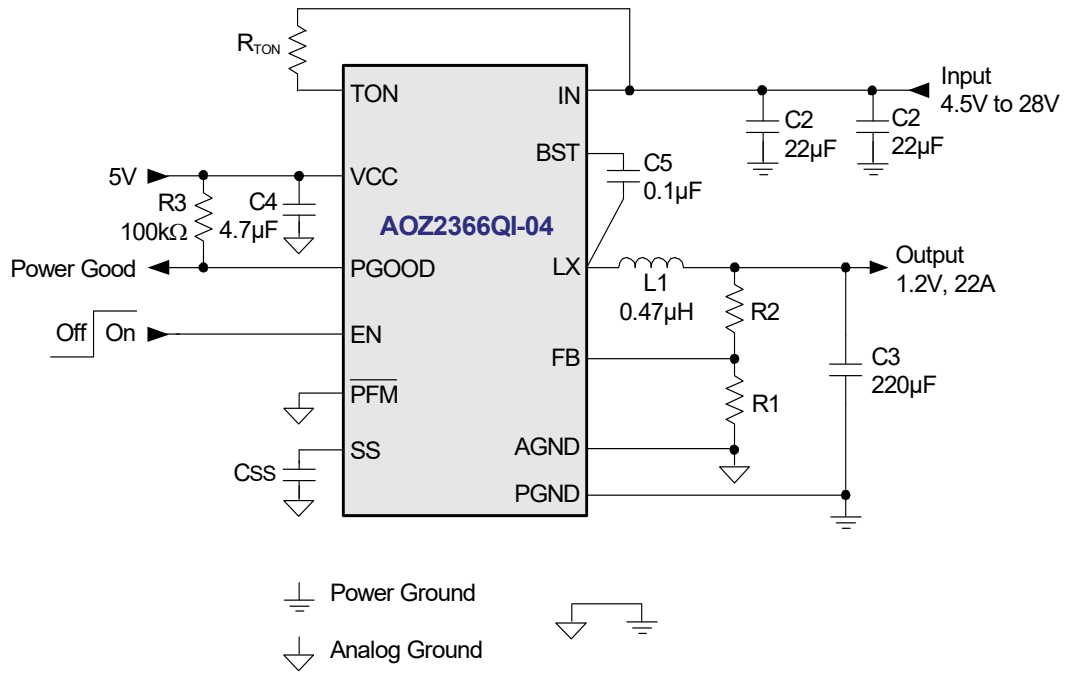 RTON
TON
IN
Input
4.5V to 28V
C2
22µF
C2
22µF
BST
C5
0.1µF
5V
VCC
R3
100kΩ
C4
4.7µF
AOZ2366QI-04
Power Good
PGOOD
LX
L1
0.47µH
Output
1.2V, 22A
R2
Off
On
EN
FB
C3
220µF
PFM
R1
SS
CSS
AGND
PGND
Power Ground
Analog Ground